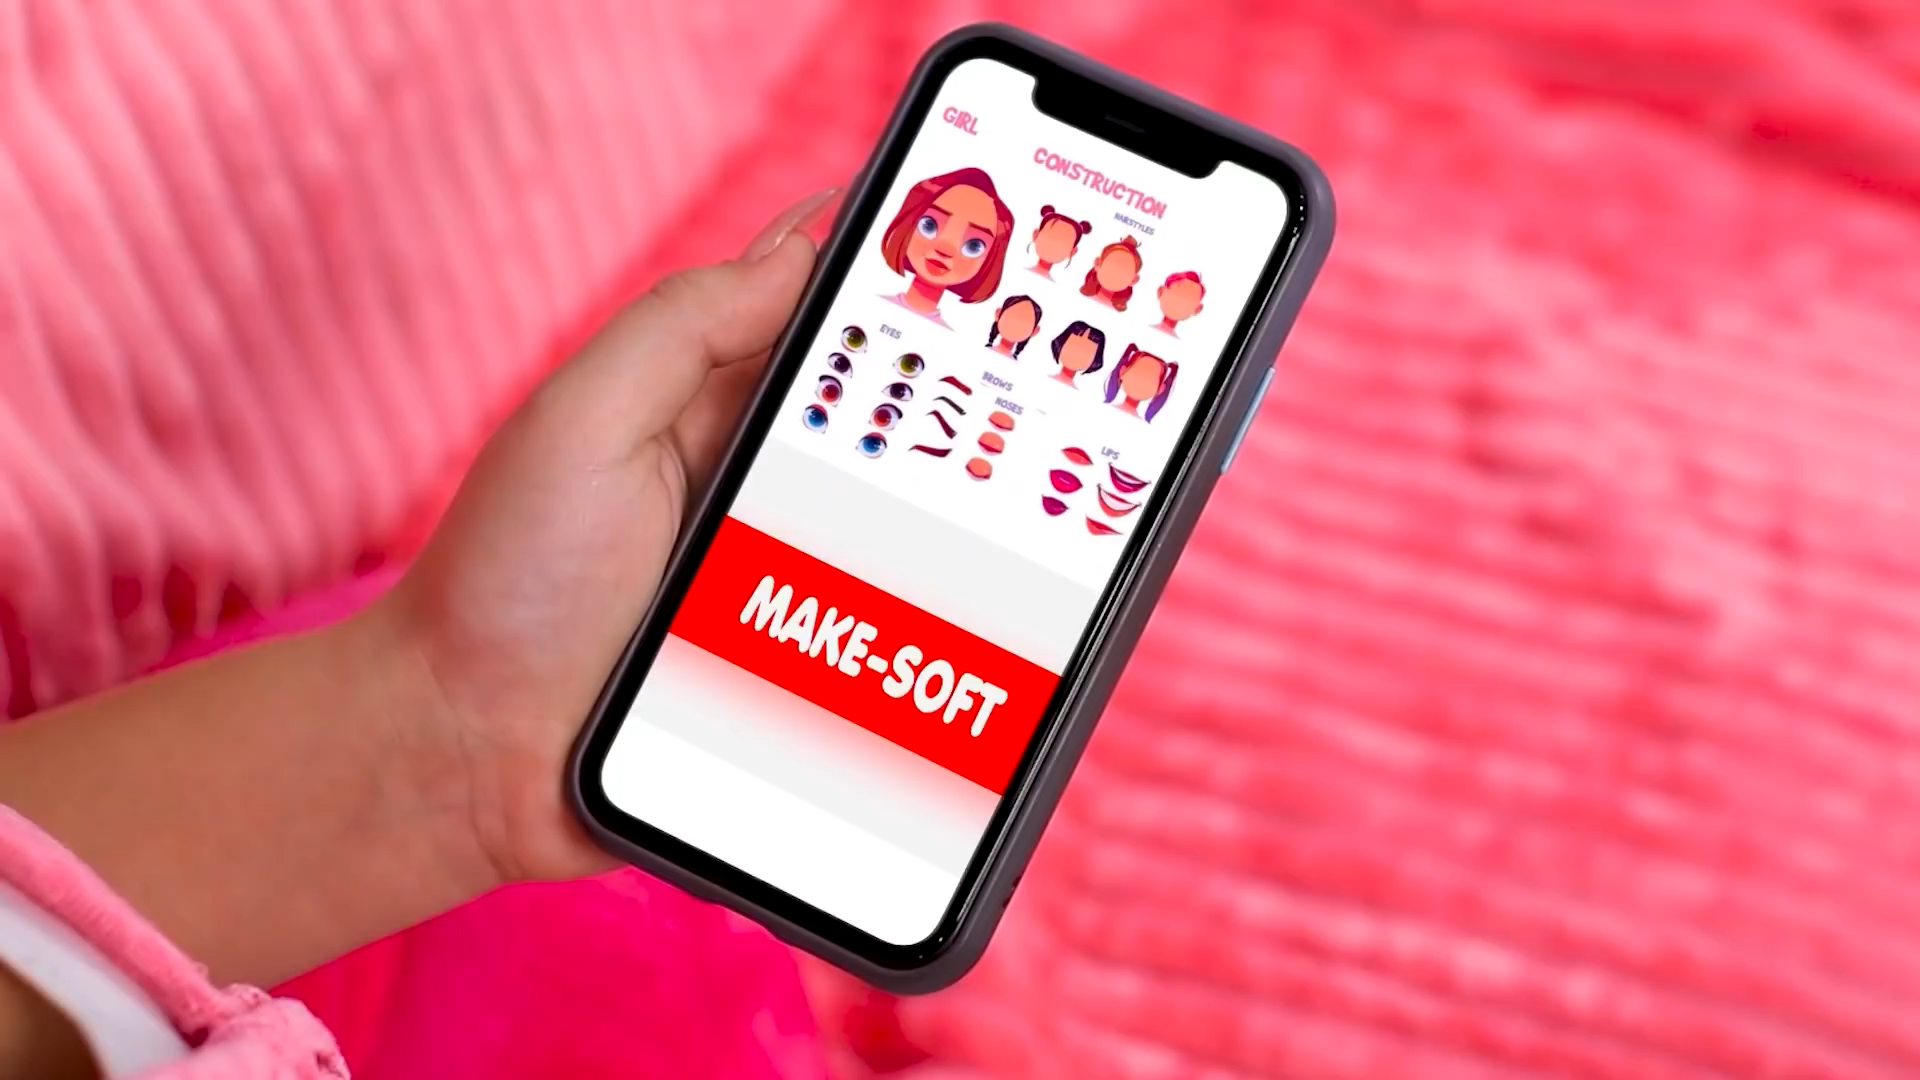 GIRL
CONSTRUCTION
HAIRSTYLES
EYES
BROWS
NOSES
LIPS
MAKE-SOFT